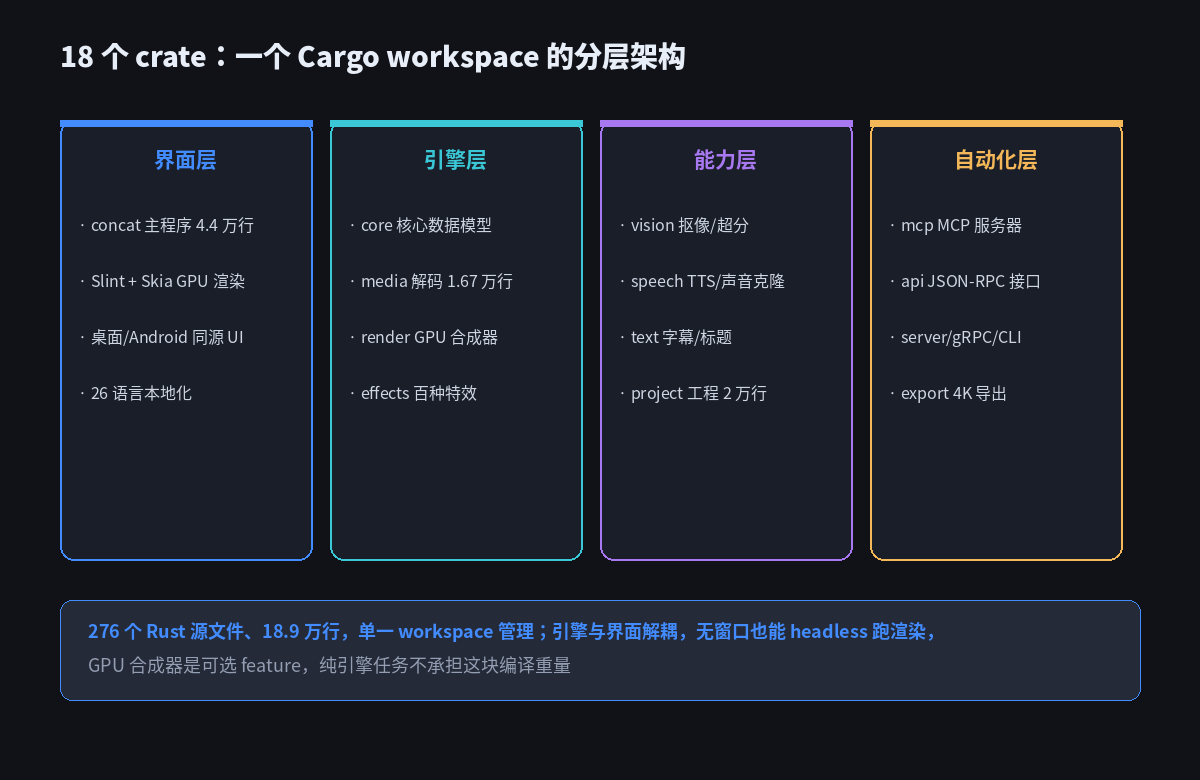 18 个 crate：一个 Cargo workspace 的分层架构
界面层
· concat 主程序 4.4 万行
· Slint + Skia GPU 渲染
· 桌面/Android 同源 UI
· 26 语言本地化
引擎层
· core 核心数据模型
· media 解码 1.67 万行
· render GPU 合成器
· effects 百种特效
能力层
· vision 抠像/超分
· speech TTS/声音克隆
· text 字幕/标题
· project 工程 2 万行
自动化层
· mcp MCP 服务器
· api JSON-RPC 接口
· server/gRPC/CLI
· export 4K 导出
276 个 Rust 源文件、18.9 万行，单一 workspace 管理；引擎与界面解耦，无窗口也能 headless 跑渲染，
GPU 合成器是可选 feature，纯引擎任务不承担这块编译重量